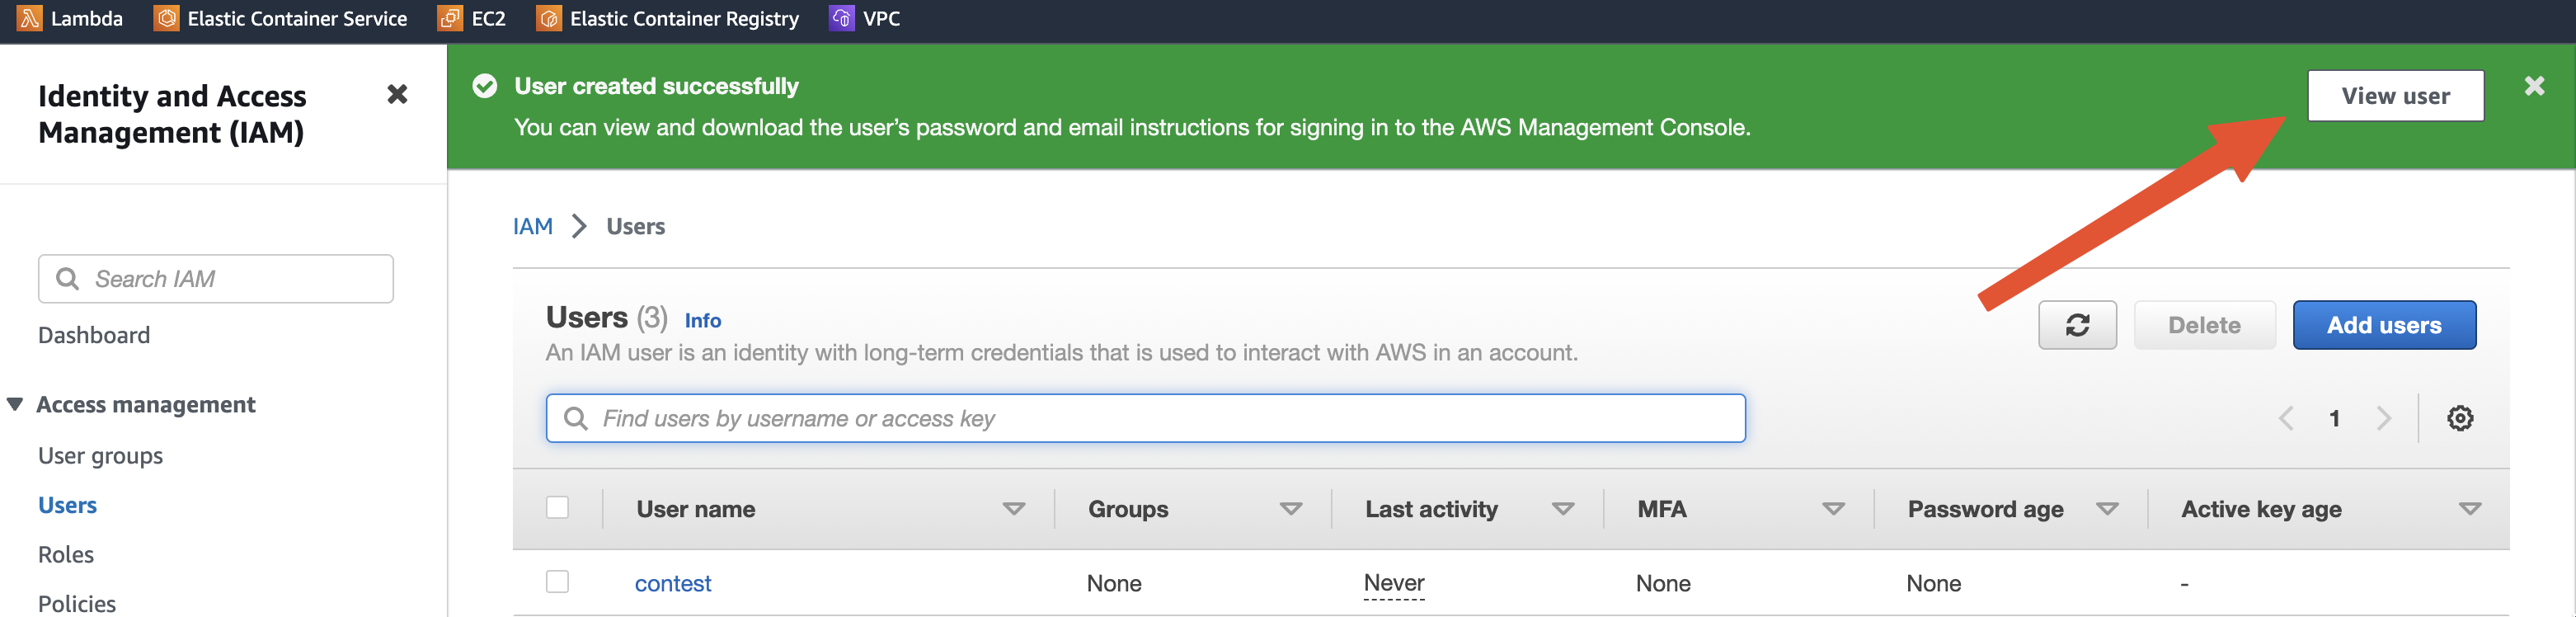 Lambda Elastic Container Service EC2 Elastic Container Registry VPC
Identity and Access
Management (IAM)
User created successfully
You can view and download the user’s password and email instructions for signing in to the AWS Management Console.
View user
Search IAM
Dashboard
Access management
User groups
Users
Roles
Policies
IAM Users
Users (3) Info
An IAM user is an identity with long-term credentials that is used to interact with AWS in an account.
Delete Add users
Find users by username or access key
1
User name Groups Last activity MFA Password age Active key age
contest None Never None None -